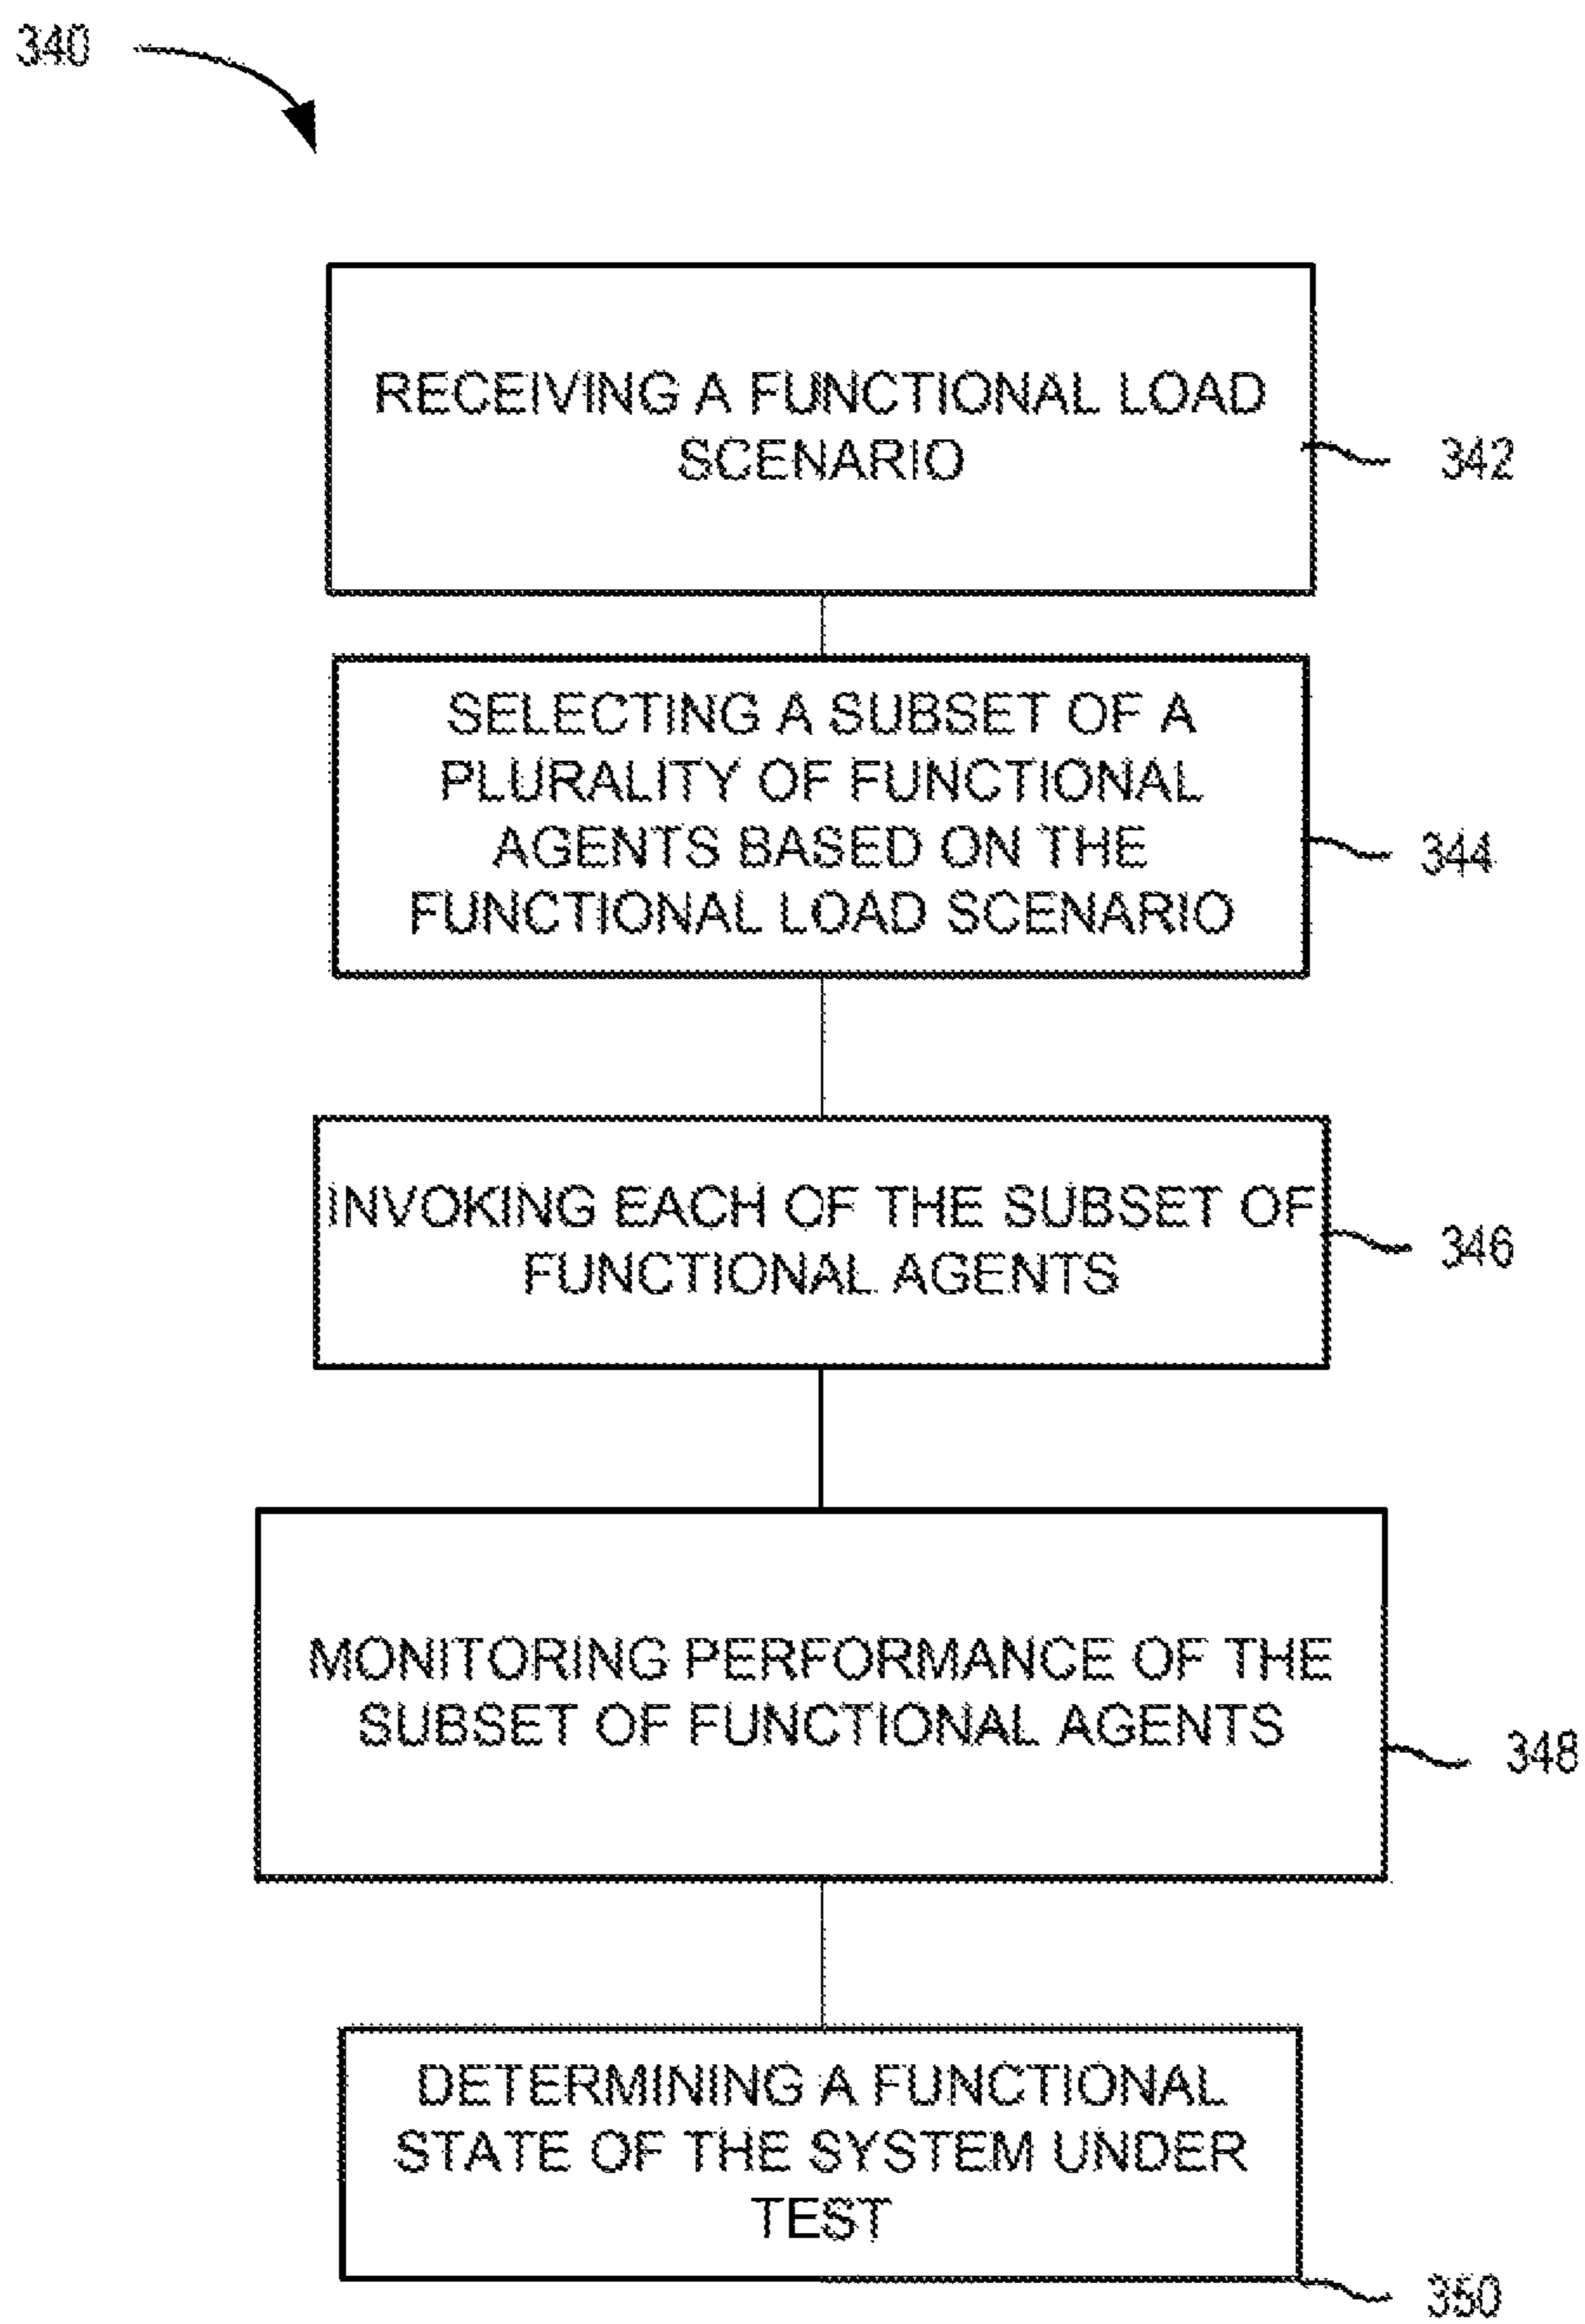 340
RECEIVING A FUNCTIONAL LOAD
SCENARIO
342
SELECTING A SUBSET OF A
PLURALITY OF FUNCTIONAL
AGENTS BASED ON THE
FUNCTIONAL LOAD SCENARIO
344
INVOKING EACH OF THE SUBSET OF
FUNCTIONAL AGENTS
346
MONITORING PERFORMANCE OF THE
SUBSET OF FUNCTIONAL AGENTS
348
DETERMINING A FUNCTIONAL
STATE OF THE SYSTEM UNDER
TEST
350